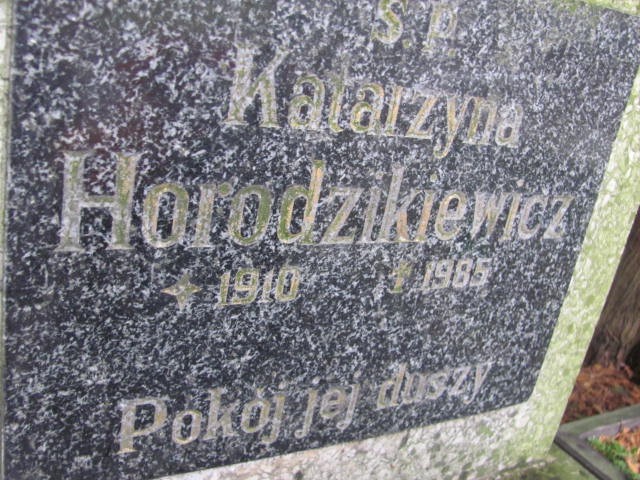 Ś.P.
Katarzyna
Horodzikiewicz
1910 1985
Pokój jej duszy